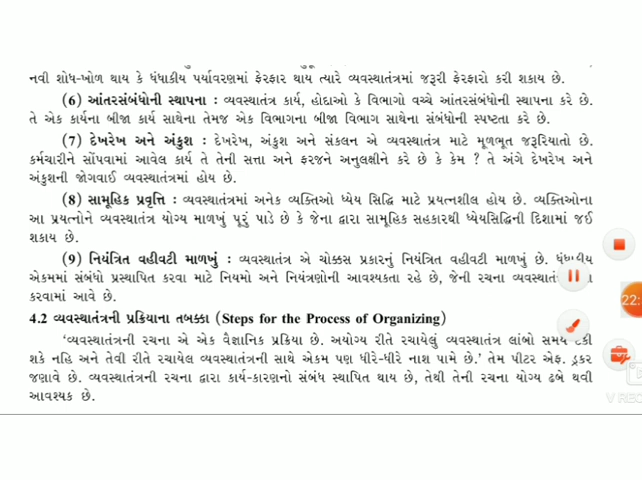 નવી શોધ-ખોળ થાય કે ધંધાકીય પર્યાવરણમાં ફેરફાર થાય ત્યારે વ્યવસ્થાતંત્રમાં જરૂરી ફેરફારો કરી શકાય છે.
(6) આંતરસંબંધોની સ્થાપના : વ્યવસ્થાતંત્ર કાર્ય, હોદાઓ કે વિભાગો વચ્ચે આંતરસંબંધોની સ્થાપના કરે છે.
તે એક કાર્યના બીજા કાર્ય સાથેના તેમજ એક વિભાગના બીજા વિભાગ સાથેના સંબંધોની સ્પષ્ટતા કરે છે.
(7) દેખરેખ અને અંકુશ : દેખરેખ, અંકુશ અને સંકલન એ વ્યવસ્થાતંત્ર માટે મૂળભૂત જરૂરિયાતો છે.
કર્મચારીને સોંપવામાં આવેલ કાર્ય તે તેની સત્તા અને ફરજને અનુલક્ષીને કરે છે કે કેમ ? તે અંગે દેખરેખ અને
અંકુશની જોગવાઈ વ્યવસ્થાતંત્રમાં હોય છે.
(8) સામૂહિક પ્રવૃત્તિ : વ્યવસ્થાતંત્રમાં અનેક વ્યક્તિઓ ધ્યેય સિદ્ધિ માટે પ્રયત્નશીલ હોય છે. વ્યક્તિઓના
આ પ્રયત્નોને વ્યવસ્થાતંત્ર યોગ્ય માળખું પૂરું પાડે છે કે જેના દ્વારા સામૂહિક સહકારથી ધ્યેયસિદ્ધિની દિશામાં જઈ
શકાય છે.
(9) નિયંત્રિત વહીવટી માળખું : વ્યવસ્થાતંત્ર એ ચોક્કસ પ્રકારનું નિયંત્રિત વહીવટી માળખું છે. ધંધાકીય
એકમમાં સંબંધો પ્રસ્થાપિત કરવા માટે નિયમો અને નિયંત્રણોની આવશ્યકતા રહે છે, જેની રચના
કરવામાં આવે છે.
4.2 વ્યવસ્થાતંત્રની પ્રક્રિયાના તબક્કા (Steps for the Process of Organizing)
'વ્યવસ્થાતંત્રની રચના એ એક વૈજ્ઞાનિક પ્રક્રિયા છે. અયોગ્ય રીતે રચાયેલું વ્યવસ્થાતંત્ર લાંબો સમય ટકી
શકે નહિ અને તેવી રીતે રચાયેલ વ્યવસ્થાતંત્રની સાથે એકમ પણ ધીરે-ધીરે નાશ પામે છે.' તેમ પીટર એફ. ડ્રકર
જણાવે છે. વ્યવસ્થાતંત્રની રચના દ્વારા કાર્ય-કારણનો સંબંધ સ્થાપિત થાય છે, તેથી તેની રચના યોગ્ય ઢબે થવી
આવશ્યક છે.
22: